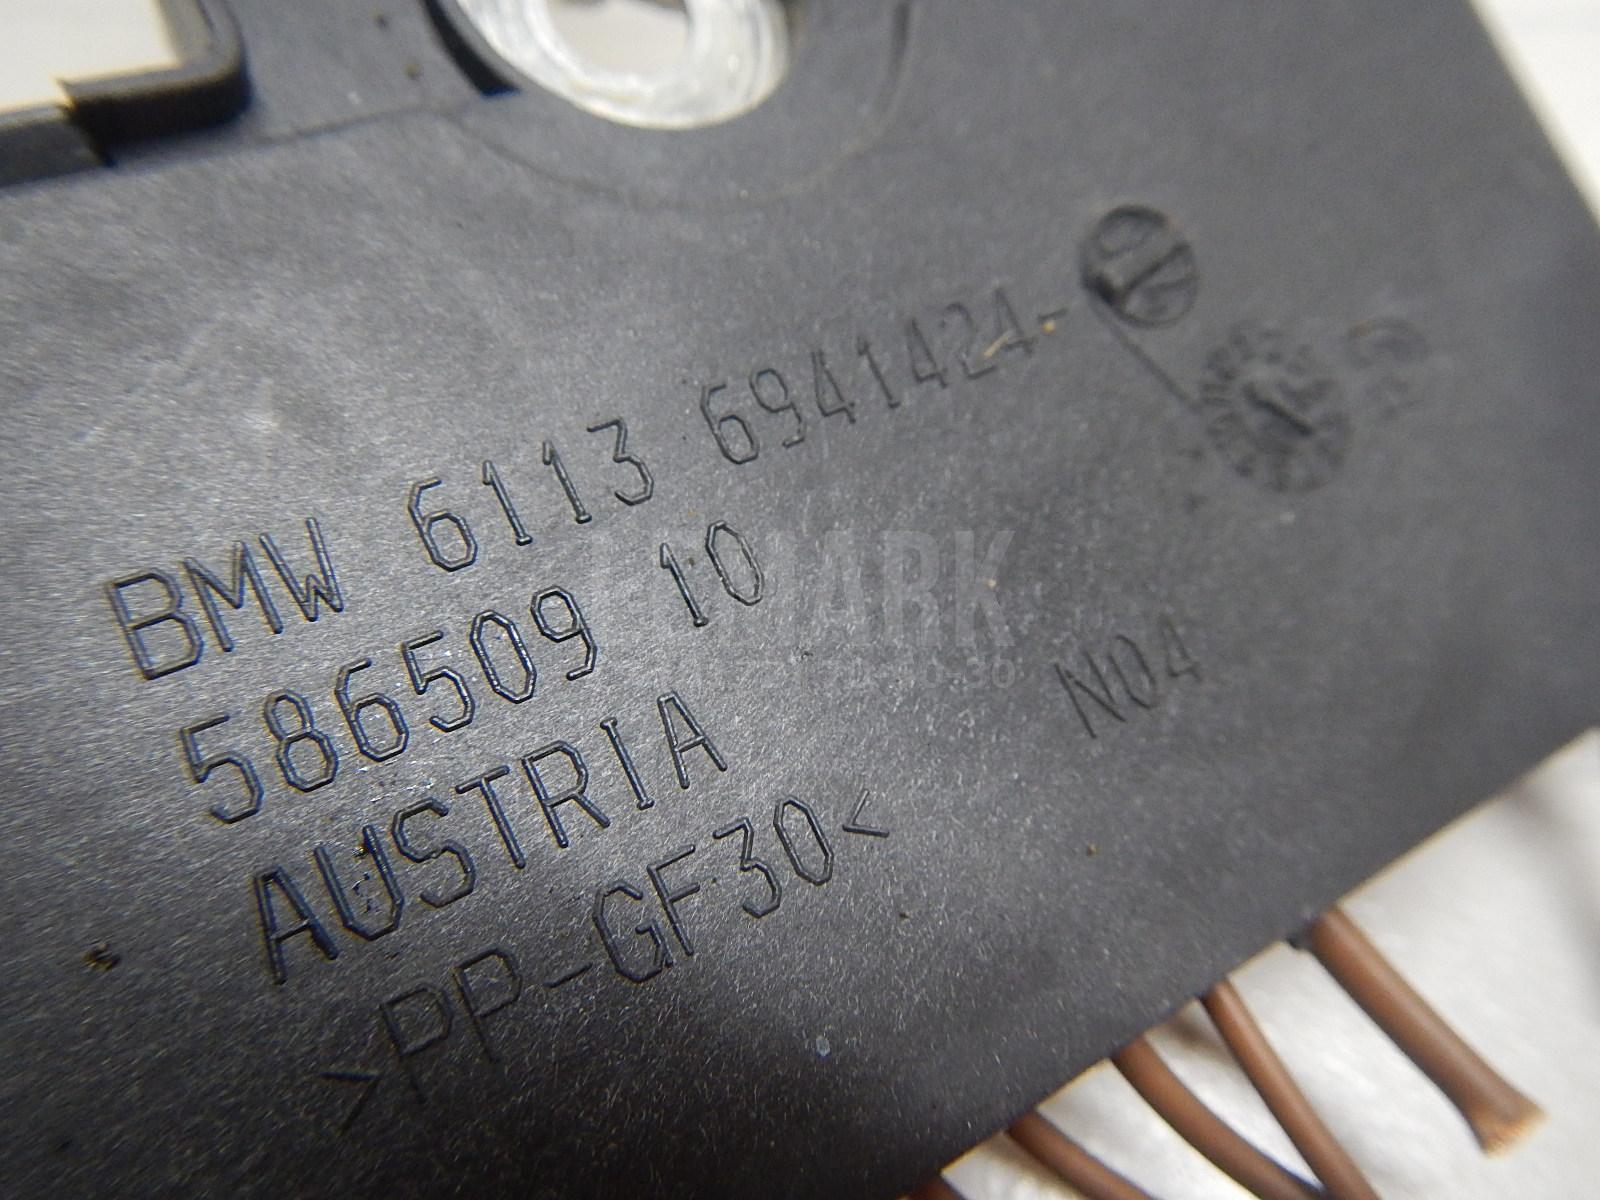 BMW 6113 6941424-
586509 10
AUSTRIA
>PP-GF30<
N04